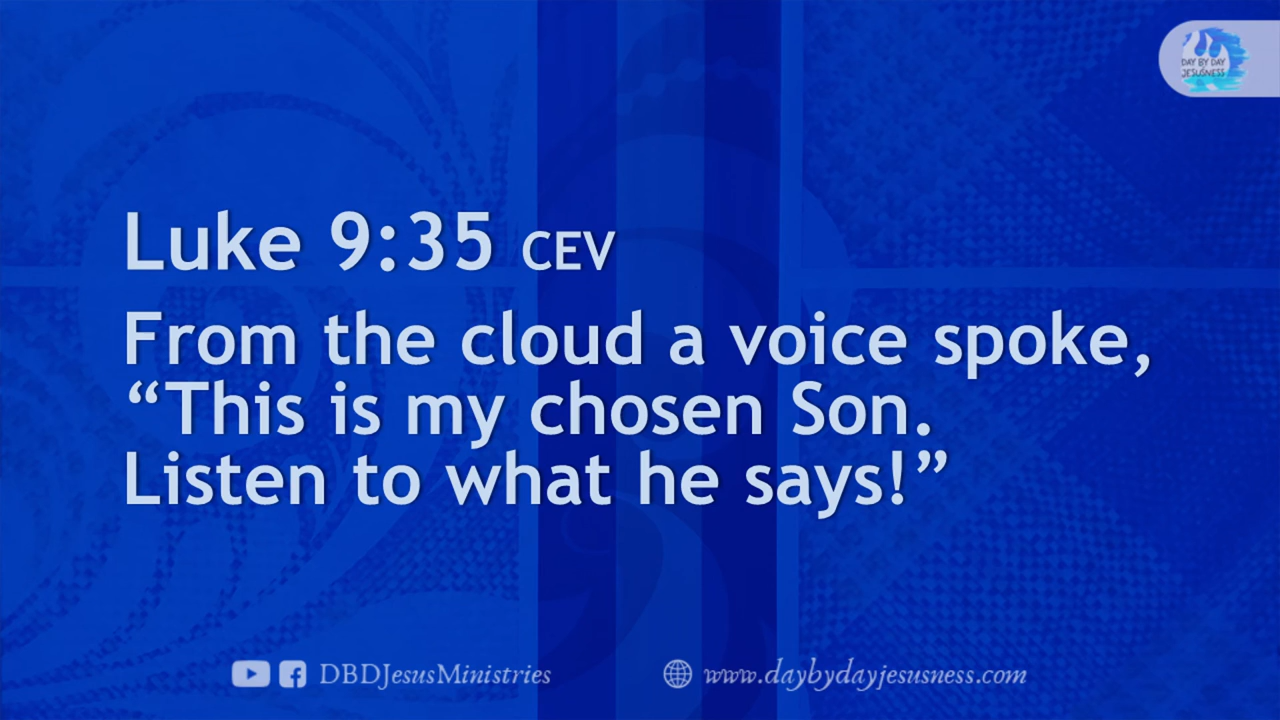 DAY BY DAY
JESUSNESS
Luke 9:35 CEV
From the cloud a voice spoke,
“This is my chosen Son.
Listen to what he says!”
DBDJesusMinistries
www.daybydayjesusness.com